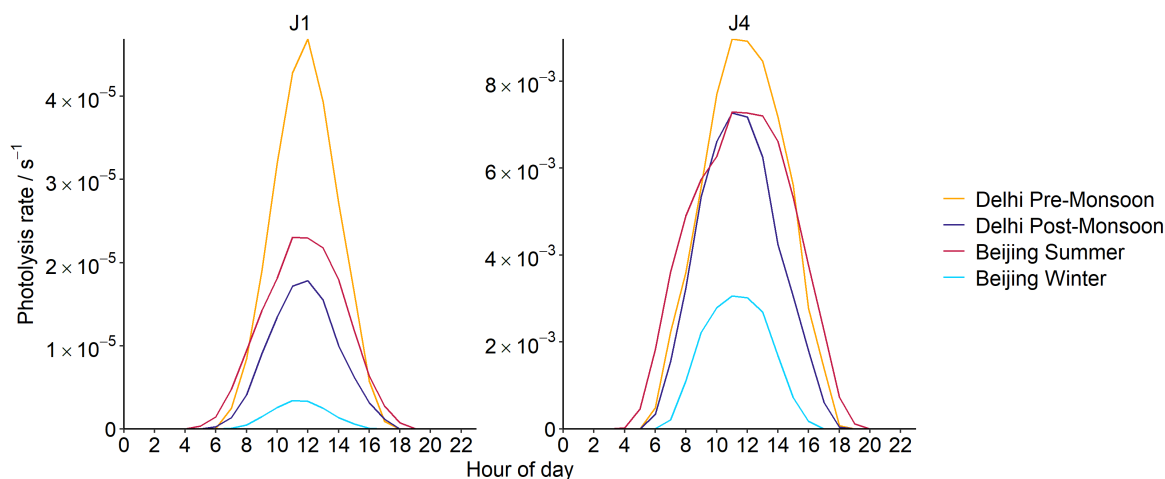 J1
J4
Photolysis rate / s⁻¹
4 × 10⁻⁵
3 × 10⁻⁵
2 × 10⁻⁵
1 × 10⁻⁵
0
0 2 4 6 8 10 12 14 16 18 20 22
8 × 10⁻³
6 × 10⁻³
4 × 10⁻³
2 × 10⁻³
0
0 2 4 6 8 10 12 14 16 18 20 22
Hour of day
Delhi Pre-Monsoon
Delhi Post-Monsoon
Beijing Summer
Beijing Winter